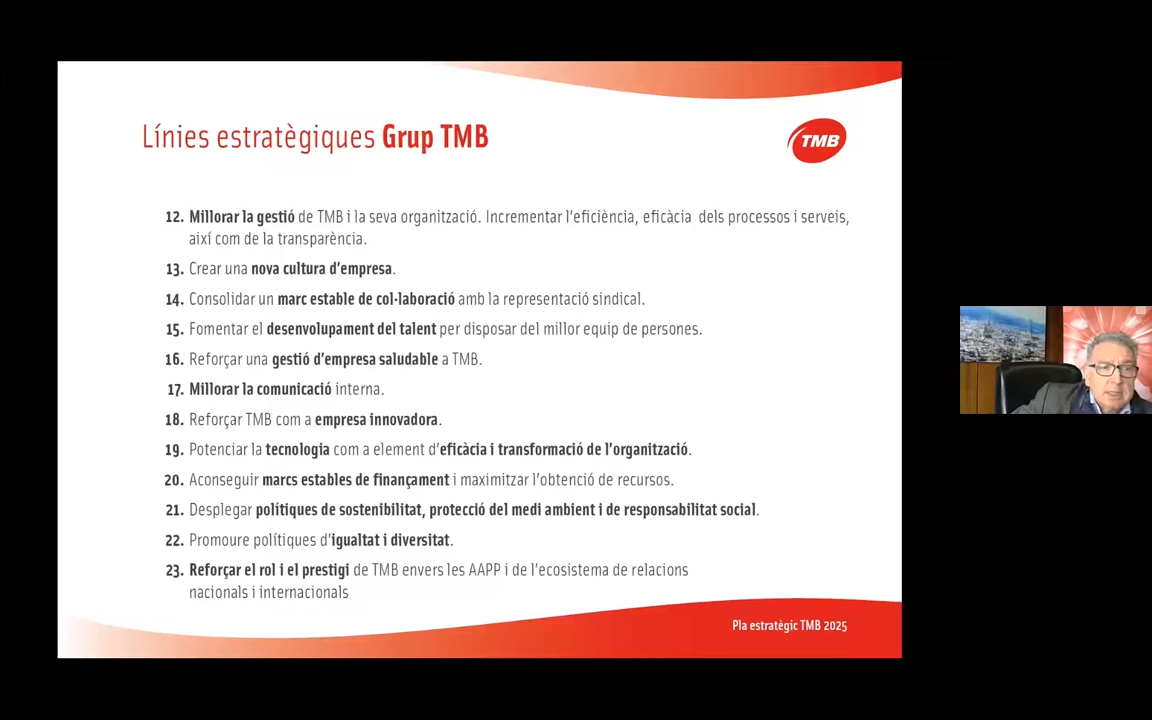 Línies estratègiques Grup TMB
TMB
12. Millorar la gestió de TMB i la seva organització. Incrementar l'eficiència, eficàcia dels processos i serveis,
així com de la transparència.
13. Crear una nova cultura d'empresa.
14. Consolidar un marc estable de col·laboració amb la representació sindical.
15. Fomentar el desenvolupament del talent per disposar del millor equip de persones.
16. Reforçar una gestió d'empresa saludable a TMB.
17. Millorar la comunicació interna.
18. Reforçar TMB com a empresa innovadora.
19. Potenciar la tecnologia com a element d'eficàcia i transformació de l'organització.
20. Aconseguir marcs estables de finançament i maximitzar l'obtenció de recursos.
21. Desplegar polítiques de sostenibilitat, protecció del medi ambient i de responsabilitat social.
22. Promoure polítiques d'igualtat i diversitat.
23. Reforçar el rol i el prestigi de TMB envers les AAPP i de l'ecosistema de relacions
nacionals i internacionals
Pla estratègic TMB 2025